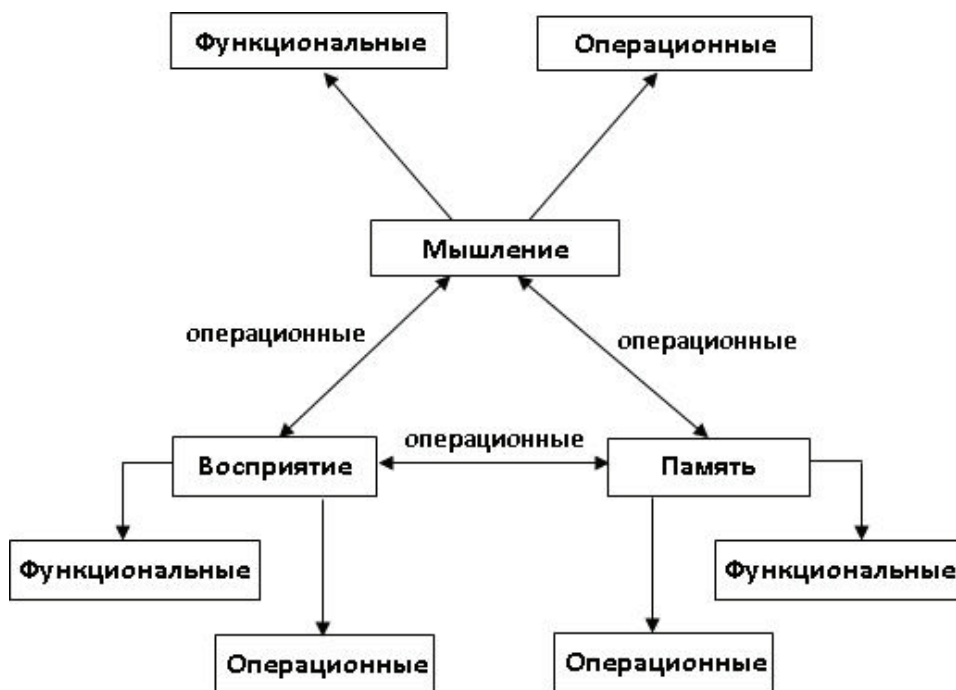 Функциональные
Операционные
Мышление
операционные
операционные
операционные
Восприятие
Память
Функциональные
Функциональные
Операционные
Операционные